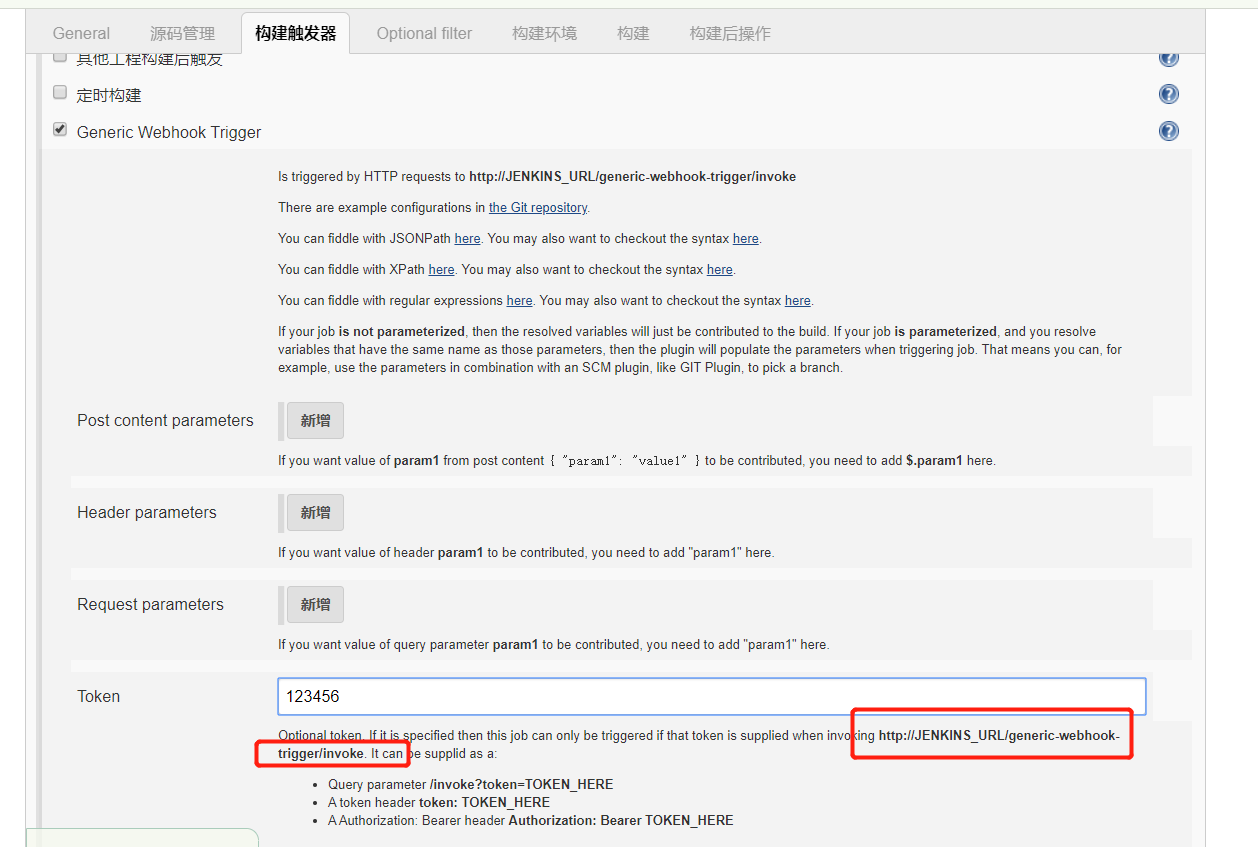 General 源码管理 构建触发器 Optional filter 构建环境 构建 构建后操作
其他工程构建后触发
定时构建
Generic Webhook Trigger
Is triggered by HTTP requests to http://JENKINS_URL/generic-webhook-trigger/invoke
There are example configurations in the Git repository.
You can fiddle with JSONPath here. You may also want to checkout the syntax here.
You can fiddle with XPath here. You may also want to checkout the syntax here.
You can fiddle with regular expressions here. You may also want to checkout the syntax here.
If your job is not parameterized, then the resolved variables will just be contributed to the build. If your job is parameterized, and you resolve
variables that have the same name as those parameters, then the plugin will populate the parameters when triggering job. That means you can, for
example, use the parameters in combination with an SCM plugin, like GIT Plugin, to pick a branch.
Post content parameters 新增
If you want value of param1 from post content { "param1": "value1" } to be contributed, you need to add $.param1 here.
Header parameters 新增
If you want value of header param1 to be contributed, you need to add "param1" here.
Request parameters 新增
If you want value of query parameter param1 to be contributed, you need to add "param1" here.
Token 123456
Optional token. If it is specified then this job can only be triggered if that token is supplied when invoking http://JENKINS_URL/generic-webhook-
trigger/invoke. It can be supplid as a:
• Query parameter /invoke?token=TOKEN_HERE
• A token header token: TOKEN_HERE
• A Authorization: Bearer header Authorization: Bearer TOKEN_HERE